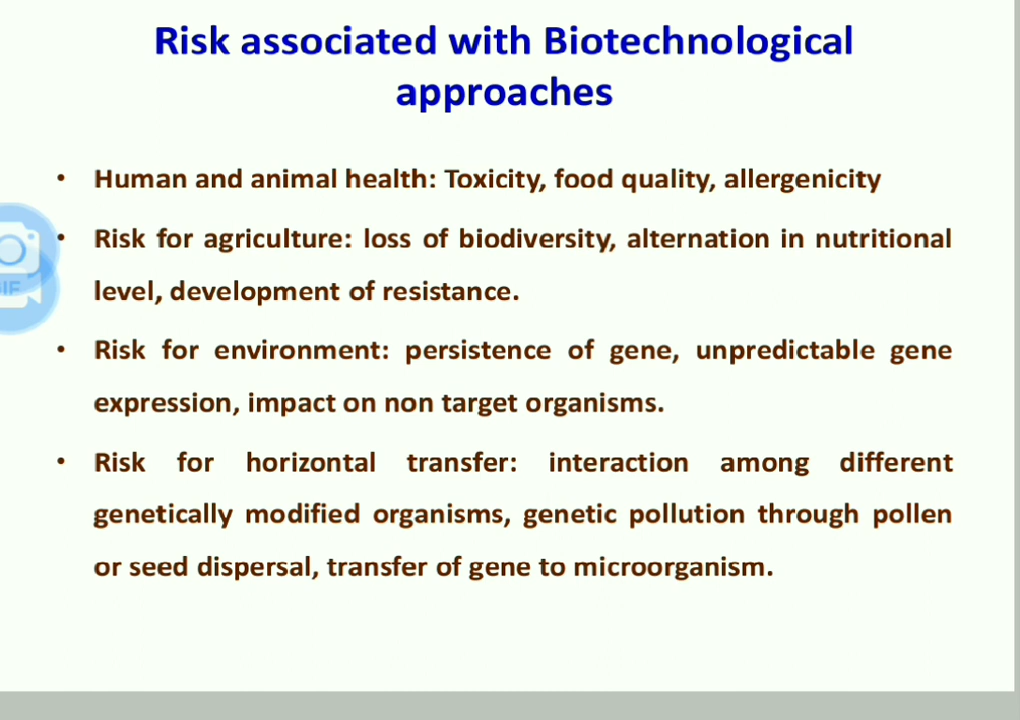 Risk associated with Biotechnological
approaches
• Human and animal health: Toxicity, food quality, allergenicity
• Risk for agriculture: loss of biodiversity, alternation in nutritional
level, development of resistance.
• Risk for environment: persistence of gene, unpredictable gene
expression, impact on non target organisms.
• Risk for horizontal transfer: interaction among different
genetically modified organisms, genetic pollution through pollen
or seed dispersal, transfer of gene to microorganism.